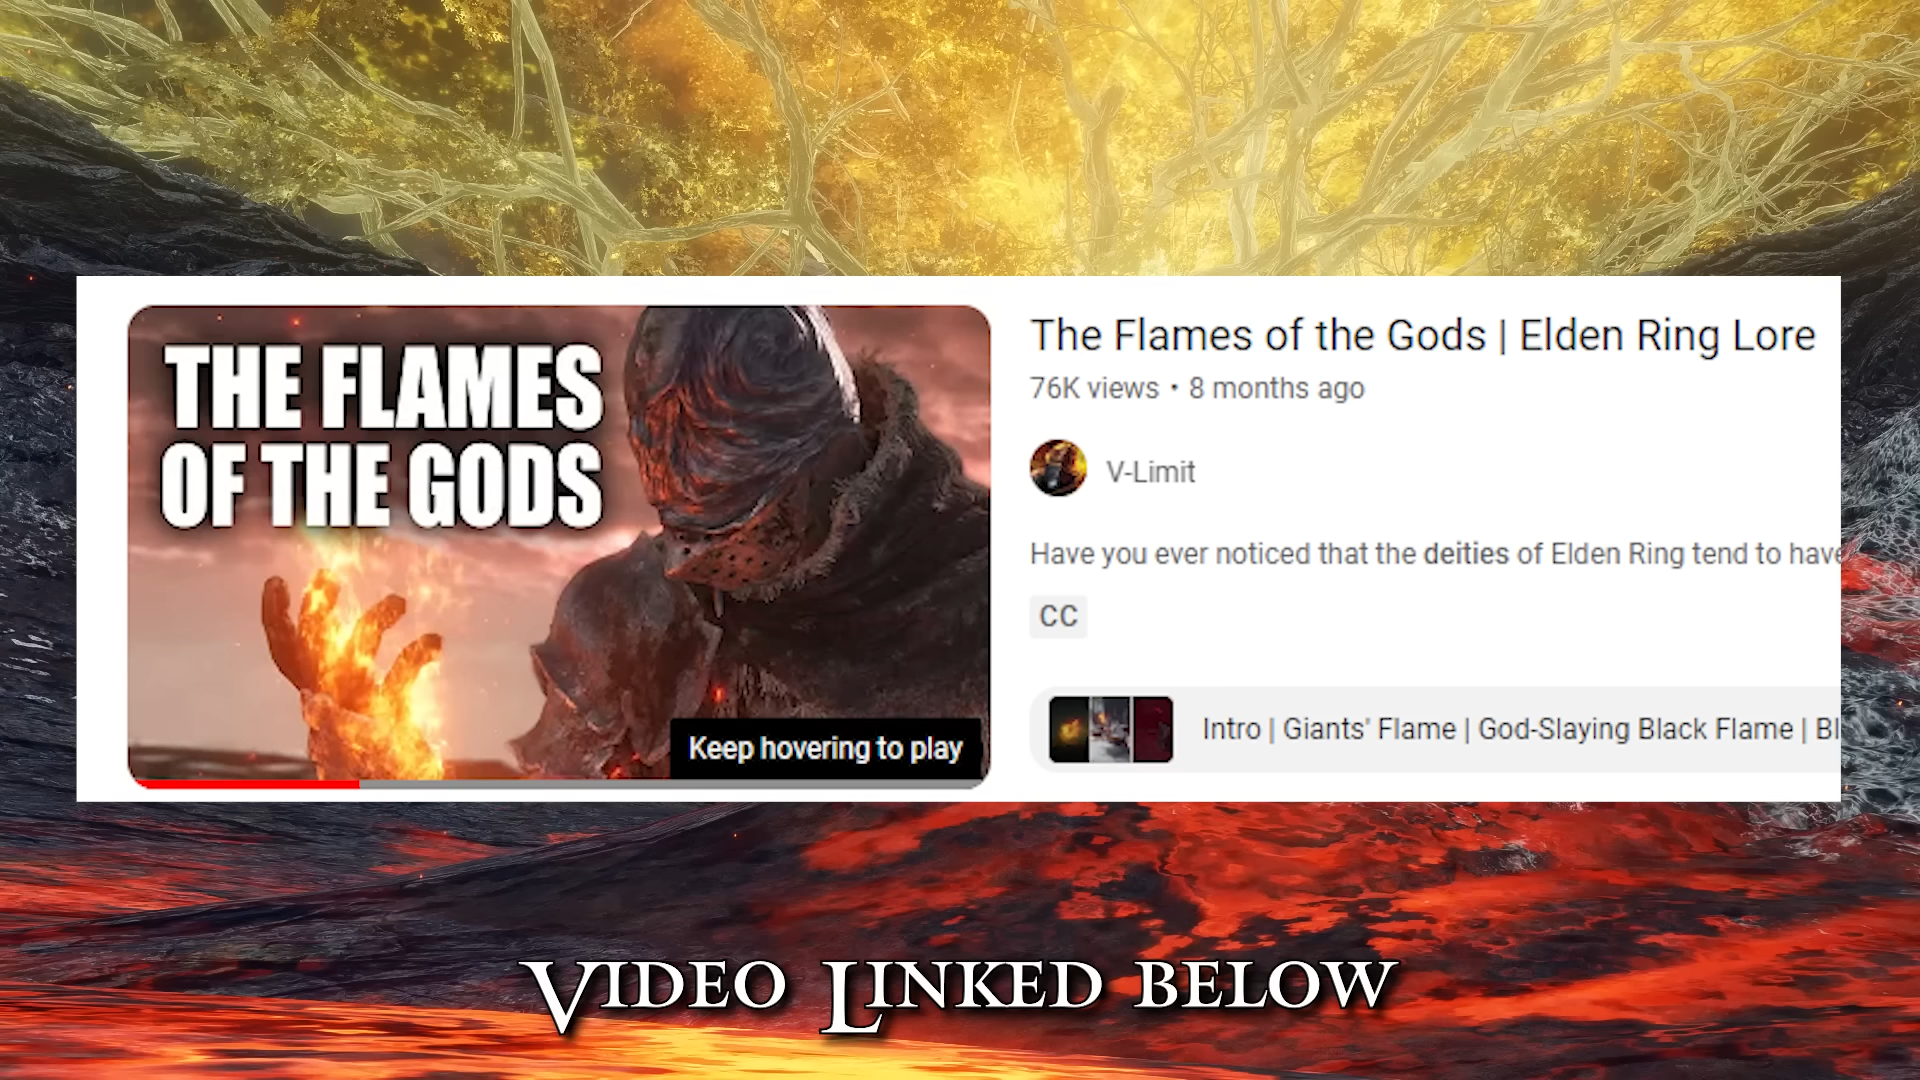 THE FLAMES
OF THE GODS
Keep hovering to play
The Flames of the Gods | Elden Ring Lore
76K views • 8 months ago
V-Limit
Have you ever noticed that the deities of Elden Ring tend to have
CC
Intro | Giants' Flame | God-Slaying Black Flame | Bl
VIDEO LINKED BELOW